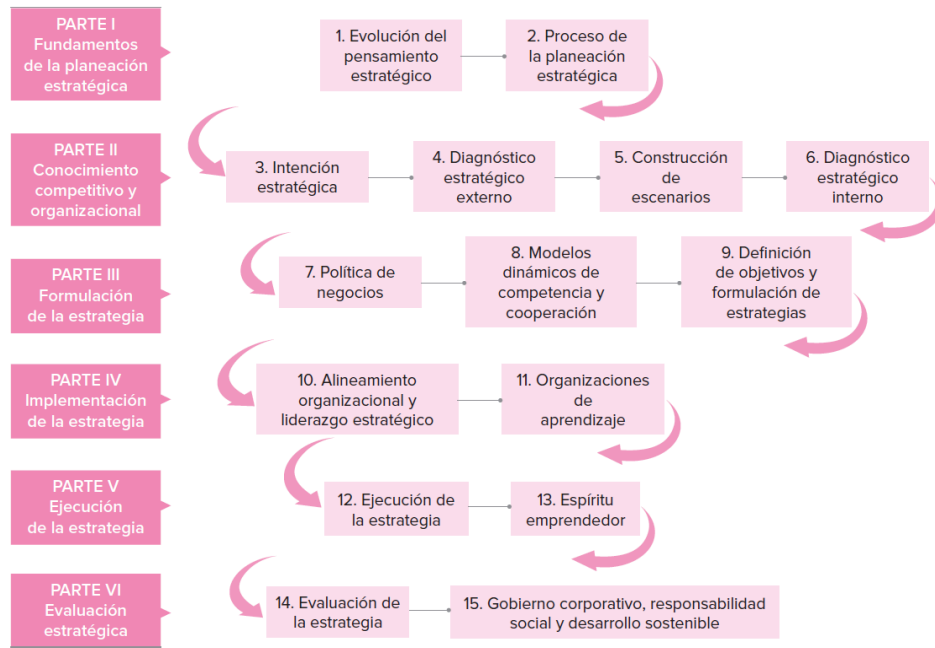 PARTE I
Fundamentos
de la planeación
estratégica
1. Evolución del
pensamiento
estratégico
2. Proceso de
la planeación
estratégica
PARTE II
Conocimiento
competitivo y
organizacional
3. Intención
estratégica
4. Diagnóstico
estratégico
externo
5. Construcción
de
escenarios
6. Diagnóstico
estratégico
interno
PARTE III
Formulación
de la estrategia
7. Política de
negocios
8. Modelos
dinámicos de
competencia y
cooperación
9. Definición
de objetivos y
formulación de
estrategias
PARTE IV
Implementación
de la estrategia
10. Alineamiento
organizacional y
liderazgo estratégico
11. Organizaciones
de
aprendizaje
PARTE V
Ejecución
de la estrategia
12. Ejecución de
la estrategia
13. Espíritu
emprendedor
PARTE VI
Evaluación
estratégica
14. Evaluación de
la estrategia
15. Gobierno corporativo, responsabilidad
social y desarrollo sostenible